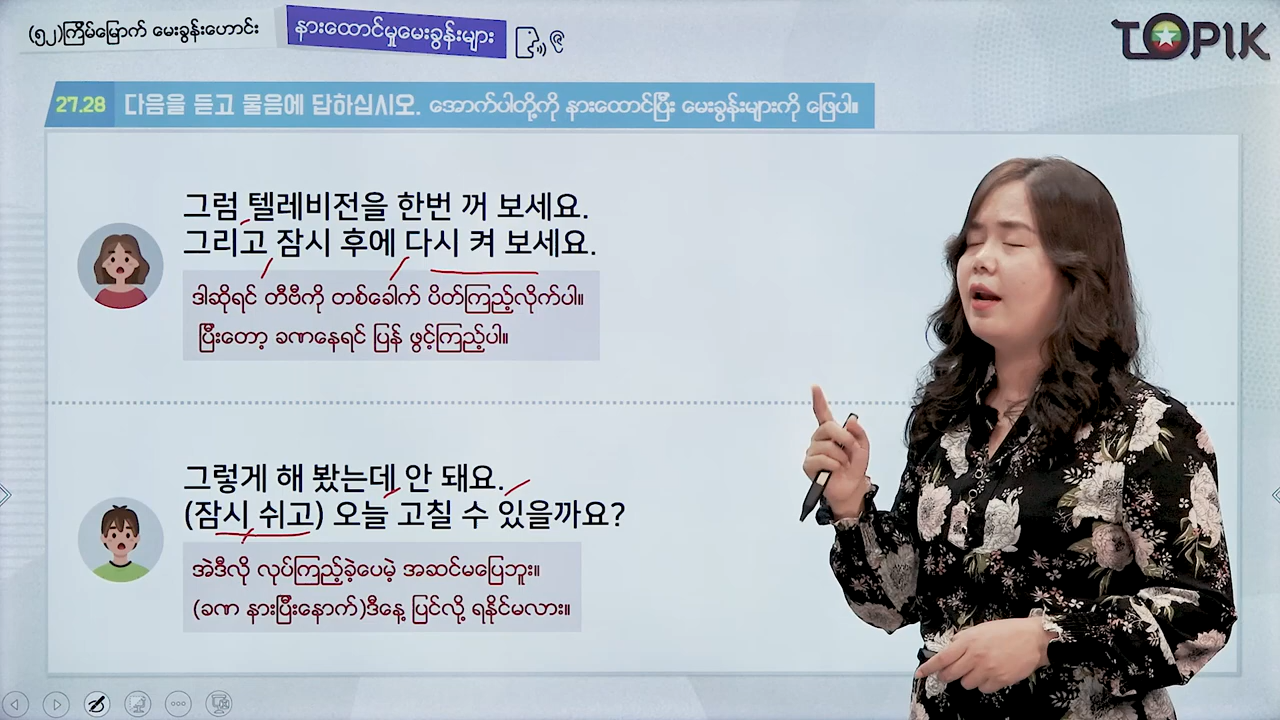 (၅၂)ကြိမ်မြောက် မေးခွန်းဟောင်း
နားထောင်မှုမေးခွန်းများ
TOPIK
27.28 다음을 듣고 물음에 답하십시오. အောက်ပါတို့ကို နားထောင်ပြီး မေးခွန်းများကို ဖြေပါ။
그럼 텔레비전을 한번 꺼 보세요.
그리고 잠시 후에 다시 켜 보세요.
ဒါဆိုရင် တီဗီကို တစ်ခေါက် ပိတ်ကြည့်လိုက်ပါ။
ပြီးတော့ ခဏနေရင် ပြန် ဖွင့်ကြည့်ပါ။
그렇게 해 봤는데 안 돼요.
(잠시 쉬고) 오늘 고칠 수 있을까요?
အဲဒီလို လုပ်ကြည့်ခဲ့ပေမဲ့ အဆင်မပြေဘူး။
(ခဏ နားပြီးနောက်)ဒီနေ့ ပြင်လို့ ရနိုင်မလား။